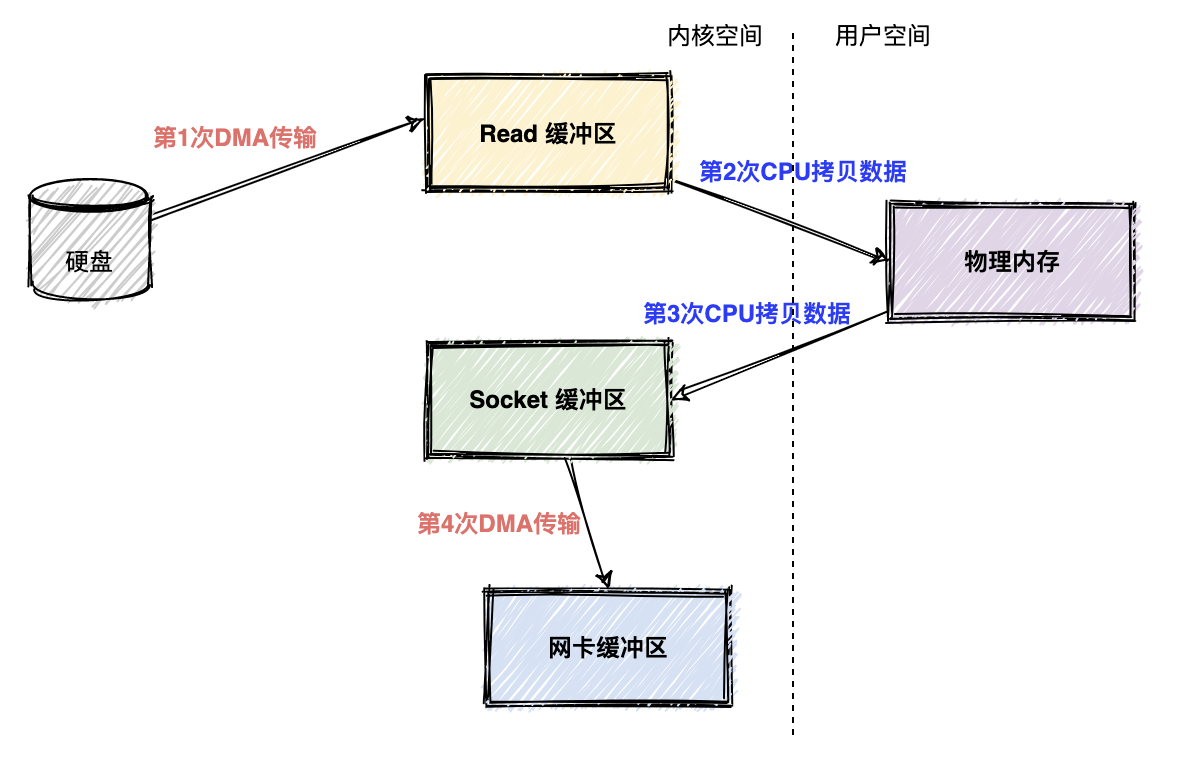 内核空间
用户空间
第1次DMA传输
Read 缓冲区
第2次CPU拷贝数据
硬盘
物理内存
第3次CPU拷贝数据
Socket 缓冲区
第4次DMA传输
网卡缓冲区